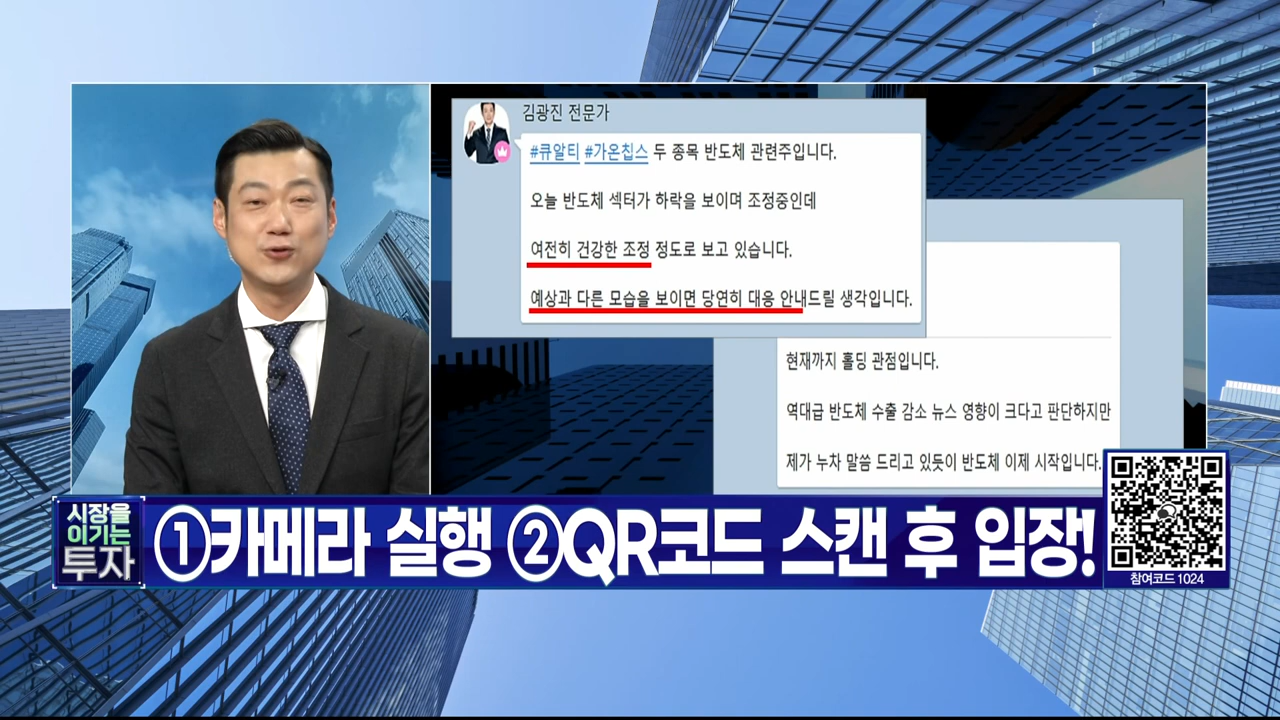 김광진 전문가
#큐알티 #가온칩스 두 종목 반도체 관련주입니다.
오늘 반도체 섹터가 하락을 보이며 조정중인데
여전히 건강한 조정 정도로 보고 있습니다.
예상과 다른 모습을 보이면 당연히 대응 안내드릴 생각입니다.
현재까지 홀딩 관점입니다.
역대급 반도체 수출 감소 뉴스 영향이 크다고 판단하지만
제가 누차 말씀 드리고 있듯이 반도체 이제 시작입니다.
시장을
이기는
투자
①카메라 실행 ②QR코드 스캔 후 입장!
참여코드 1024